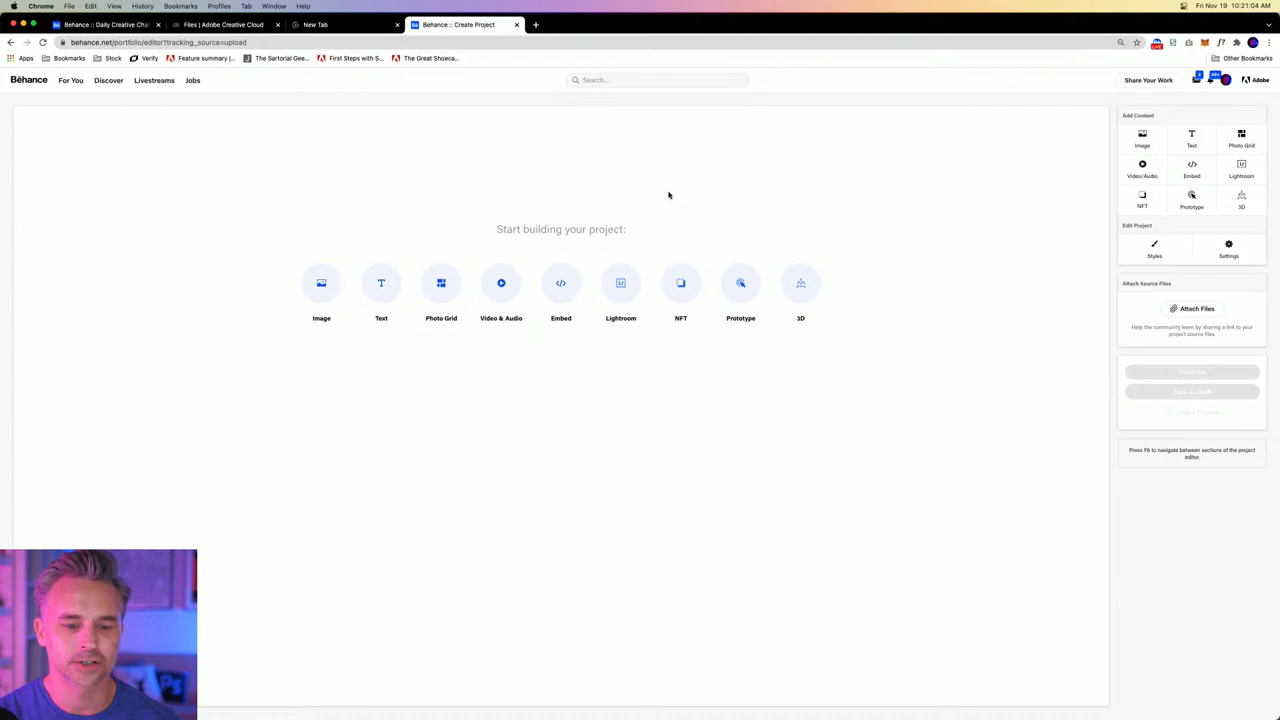 Chrome File Edit View History Bookmarks Profiles Tab Window Help
Fri Nov 19 10:21:04
Behance :: Daily Creative Chal
Files | Adobe Creative Cloud
New Tab
Behance :: Create Project
behance.net/portfolio/editor?tracking_source=upload
Apps
Bookmarks
Stock
Verify
Feature summary |...
The Sartorial Gee...
First Steps with S...
The Great Shoeca...
Other Bookmarks
Bēhance
For You
Discover
Livestreams
Jobs
Search...
Share Your Work
Adobe
Start building your project:
Image
Text
Photo Grid
Video & Audio
Embed
Lightroom
NFT
Prototype
3D
Add Content
Image
Text
Photo Grid
Video/Audio
Embed
Lightroom
NFT
Prototype
3D
Edit Project
Styles
Settings
Attach Source Files
Attach Files
Help the community learn by sharing a link to your
project source files.
Continue
Save as Draft
Press F6 to navigate between sections of the project
editor.